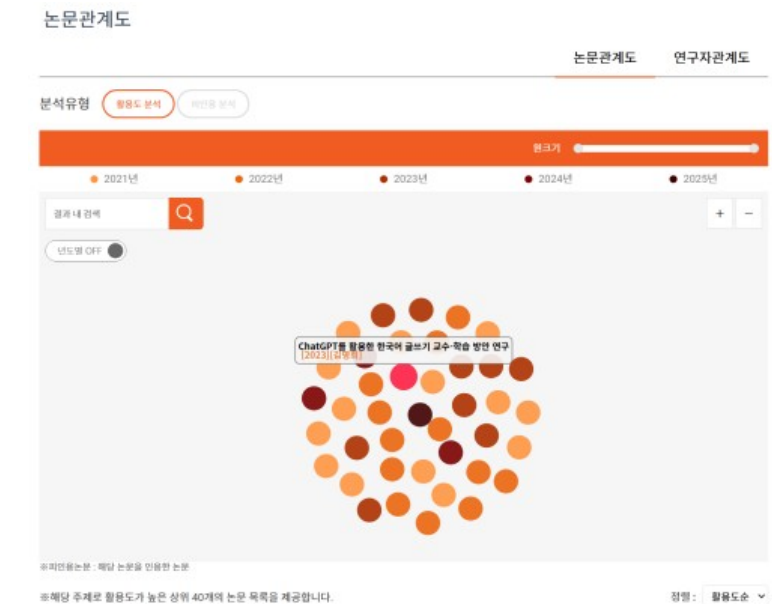 논문관계도
논문관계도 연구자관계도
분석유형 활용도 분석 피인용 분석
원크기
2021년 2022년 2023년 2024년 2025년
결과 내 검색
+ -
년도별 OFF
ChatGPT를 활용한 한국어 글쓰기 교수·학습 방안 연구
[2023][김명희]
※피인용논문 : 해당 논문을 인용한 논문
※해당 주제로 활용도가 높은 상위 40개의 논문 목록을 제공합니다.
정렬 : 활용도순